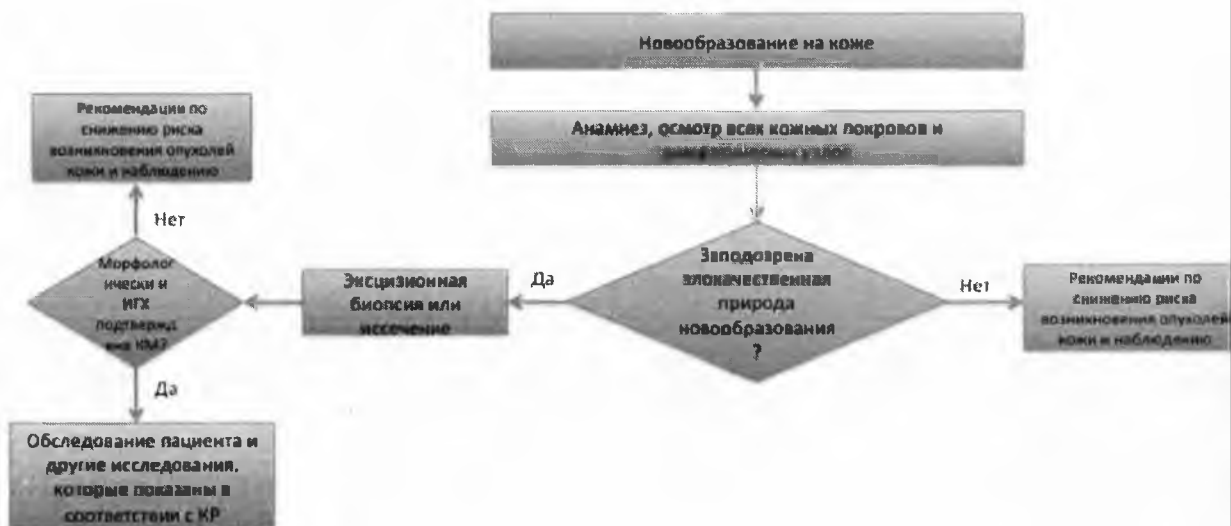 Новообразование на коже
Анамнез, осмотр всех кожных покровов и
Заподозрена
злокачественная
природа
новообразования
?
Да
Нет
Эксцизионная
биопсия или
иссечение
Рекомендации по
снижению риска
возникновения опухолей
кожи и наблюдению
Морфолог
ически и
ИГХ
подтвержд
ена КМ?
Нет
Рекомендации по
снижению риска
возникновения опухолей
кожи и наблюдению
Да
Обследование пациента и
другие исследования,
которые показаны в
соответствии с КР